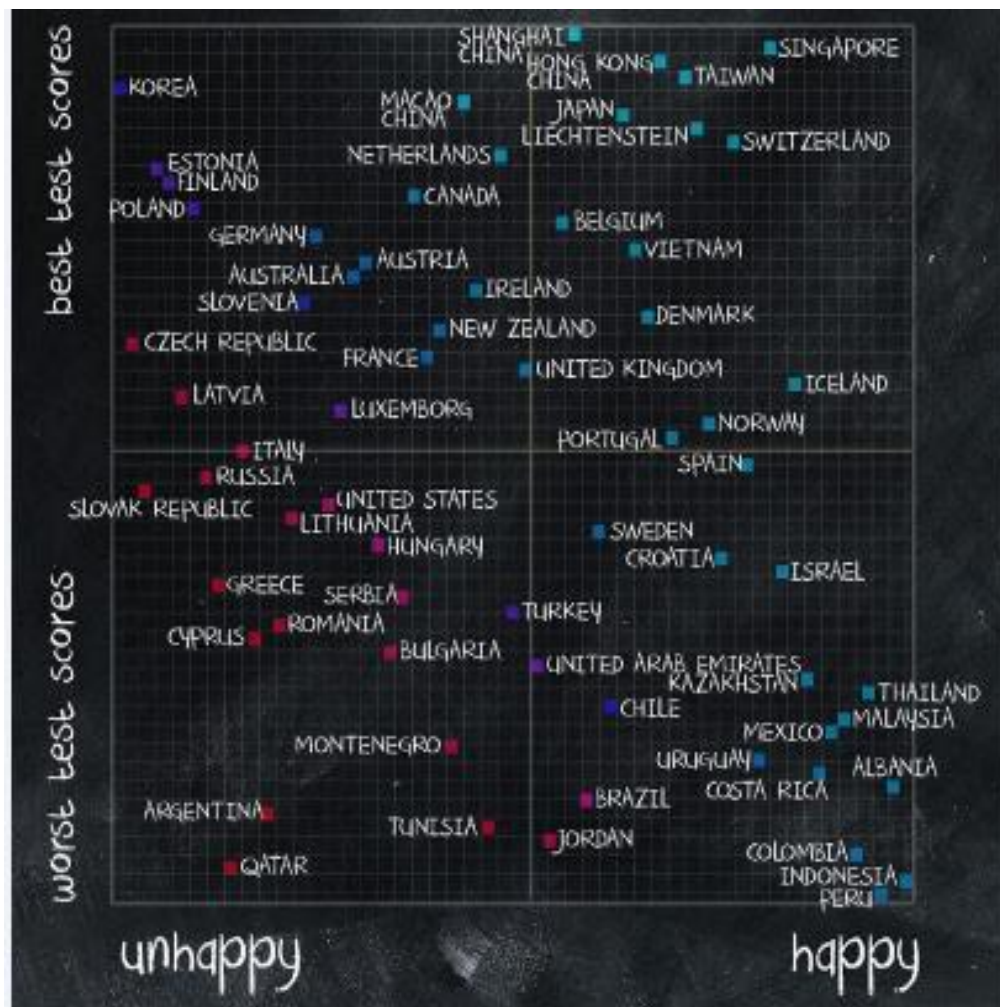 best test scores
worst test scores
SHANGHAI
CHINA
SINGAPORE
HONG KONG
CHINA
TAIWAN
KOREA
MACAO
CHINA
JAPAN
LIECHTENSTEIN
SWITZERLAND
NETHERLANDS
ESTONIA
FINLAND
CANADA
POLAND
BELGIUM
GERMANY
VIETNAM
AUSTRIA
AUSTRALIA
IRELAND
SLOVENIA
DENMARK
NEW ZEALAND
CZECH REPUBLIC
FRANCE
UNITED KINGDOM
ICELAND
LATVIA
LUXEMBORG
NORWAY
PORTUGAL
ITALY
SPAIN
RUSSIA
SLOVAK REPUBLIC
UNITED STATES
LITHUANIA
SWEDEN
HUNGARY
CROATIA
ISRAEL
GREECE
SERBIA
TURKEY
ROMANIA
CYPRUS
BULGARIA
UNITED ARAB EMIRATES
KAZAKHSTAN
THAILAND
CHILE
MALAYSIA
MEXICO
MONTENEGRO
URUGUAY
ALBANIA
COSTA RICA
BRAZIL
ARGENTINA
TUNISIA
JORDAN
COLOMBIA
QATAR
INDONESIA
PERU
unhappy
happy